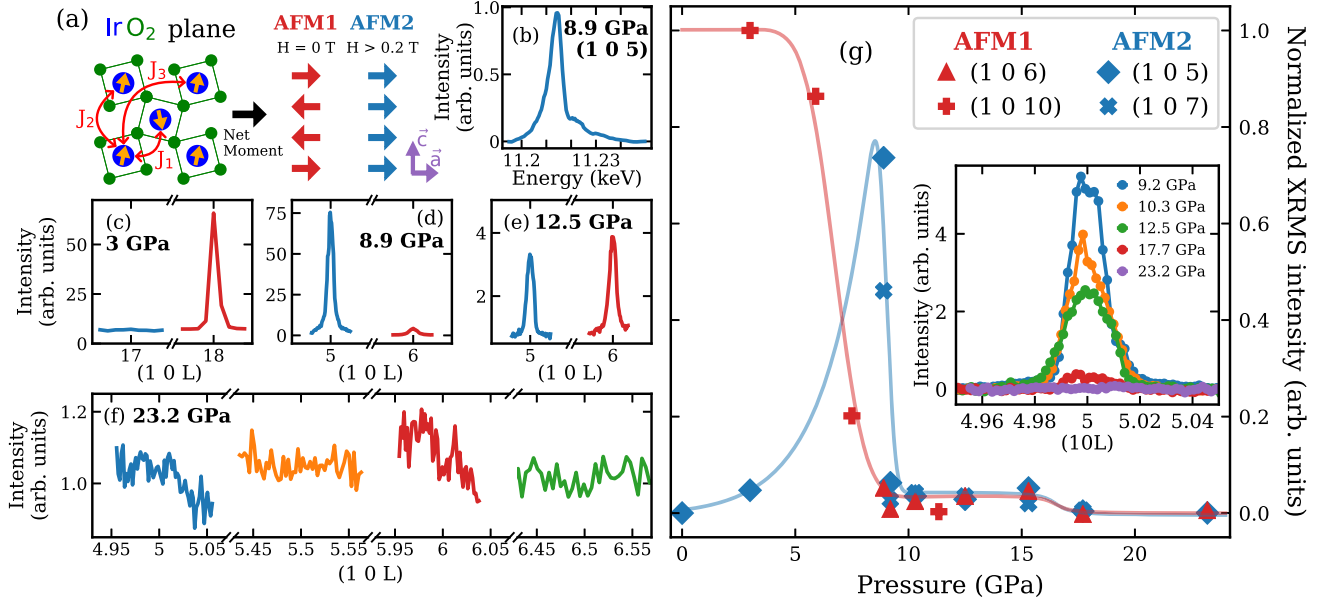 (a)
IrO2 plane
J3
J2
J1
Net
Moment
AFM1
AFM2
H = 0 T
H > 0.2 T
c
a
(b)
8.9 GPa
(1 0 5)
Intensity
(arb. units)
1.0
0.5
0
11.2
11.23
Energy (keV)
(c)
3 GPa
Intensity
(arb. units)
50
25
0
17
18
(1 0 L)
(d)
8.9 GPa
75
50
25
0
5
6
(1 0 L)
(e)
12.5 GPa
4
2
5
6
(1 0 L)
(f)
23.2 GPa
Intensity
(arb. units)
1.2
1.0
4.95
5
5.05
5.45
5.5
5.55
5.95
6
6.05
6.45
6.5
6.55
(1 0 L)
(g)
AFM1
AFM2
(1 0 6)
(1 0 5)
(1 0 10)
(1 0 7)
9.2 GPa
10.3 GPa
12.5 GPa
17.7 GPa
23.2 GPa
Intensity (arb. units)
4
2
0
4.96
4.98
5
5.02
5.04
(10L)
1.0
0.8
0.6
0.4
0.2
0.0
Normalized XRMS intensity (arb. units)
0
5
10
15
20
Pressure (GPa)